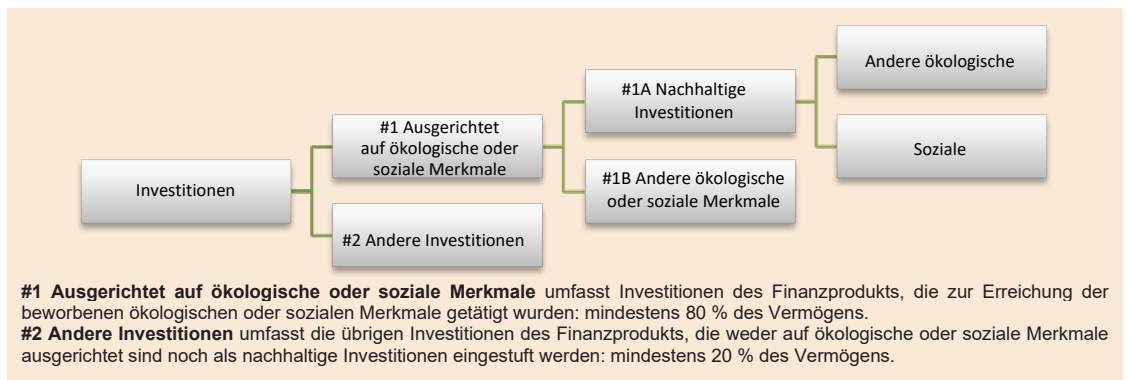 Andere ökologische
#1A Nachhaltige
Investitionen
#1 Ausgerichtet
auf ökologische oder
soziale Merkmale
Soziale
Investitionen
#1B Andere ökologische
oder soziale Merkmale
#2 Andere Investitionen
#1 Ausgerichtet auf ökologische oder soziale Merkmale umfasst Investitionen des Finanzprodukts, die zur Erreichung der
beworbenen ökologischen oder sozialen Merkmale getätigt wurden: mindestens 80 % des Vermögens.
#2 Andere Investitionen umfasst die übrigen Investitionen des Finanzprodukts, die weder auf ökologische oder soziale Merkmale
ausgerichtet sind noch als nachhaltige Investitionen eingestuft werden: mindestens 20 % des Vermögens.